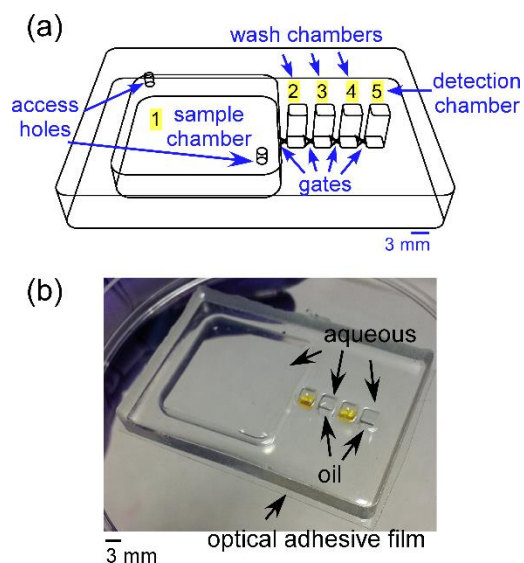 (a)
wash chambers
2 3 4 5
detection
chamber
access
holes
1
sample
chamber
gates
3 mm
(b)
aqueous
oil
optical adhesive film
3 mm